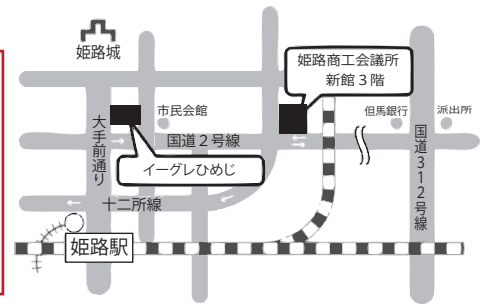 姫路城
姫路商工会議所
新館３階
大手前通り
市民会館
但馬銀行
派出所
国道２号線
イーグレひめじ
国道３１２号線
十二所線
姫路駅